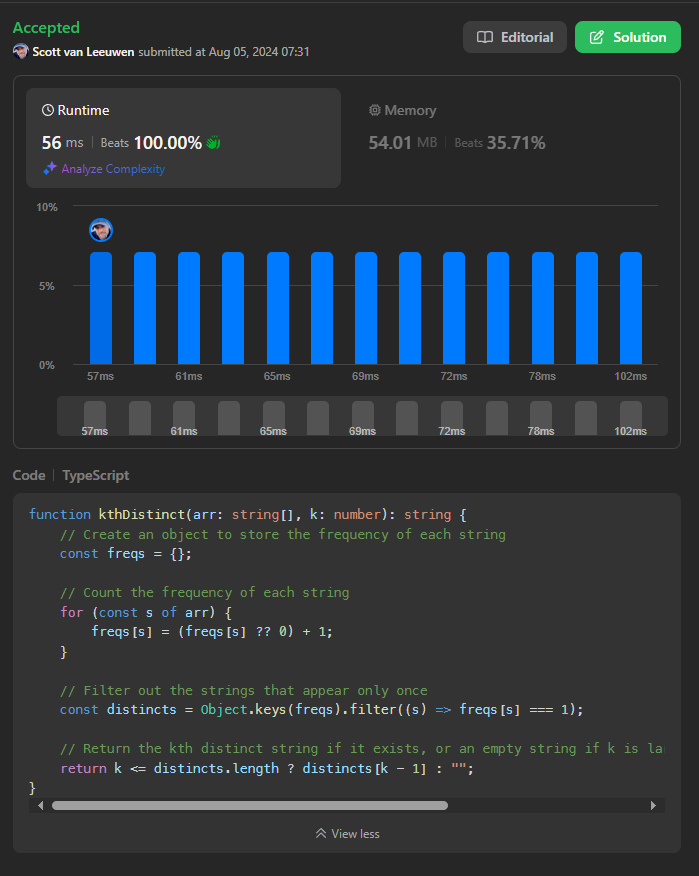 Accepted
Scott van Leeuwen submitted at Aug 05, 2024 07:31
Editorial
Solution
Runtime
56 ms | Beats 100.00%
Analyze Complexity
Memory
54.01 MB | Beats 35.71%
10%
5%
0%
57ms 61ms 65ms 69ms 72ms 78ms 102ms
57ms 61ms 65ms 69ms 72ms 78ms 102ms
Code | TypeScript
function kthDistinct(arr: string[], k: number): string {
    // Create an object to store the frequency of each string
    const freqs = {};
    // Count the frequency of each string
    for (const s of arr) {
        freqs[s] = (freqs[s] ?? 0) + 1;
    }
    // Filter out the strings that appear only once
    const distincts = Object.keys(freqs).filter((s) => freqs[s] === 1);
    // Return the kth distinct string if it exists, or an empty string if k is la
    return k <= distincts.length ? distincts[k - 1] : "";
}
View less